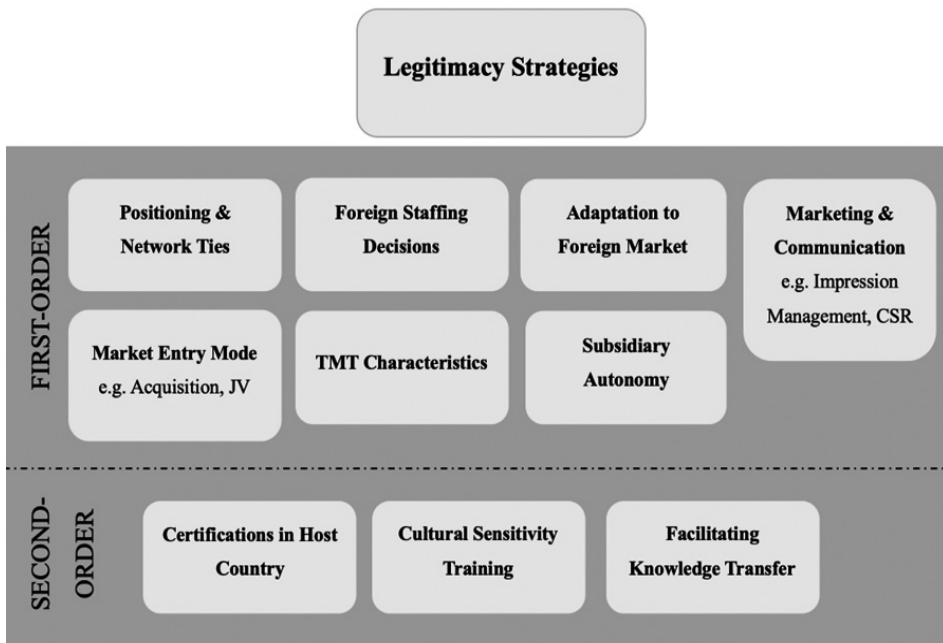 Legitimacy Strategies
FIRST-ORDER
Positioning &
Network Ties
Foreign Staffing
Decisions
Adaptation to
Foreign Market
Marketing &
Communication
e.g. Impression
Management, CSR
Market Entry Mode
e.g. Acquisition, JV
TMT Characteristics
Subsidiary
Autonomy
SECOND-
ORDER
Certifications in Host
Country
Cultural Sensitivity
Training
Facilitating
Knowledge Transfer